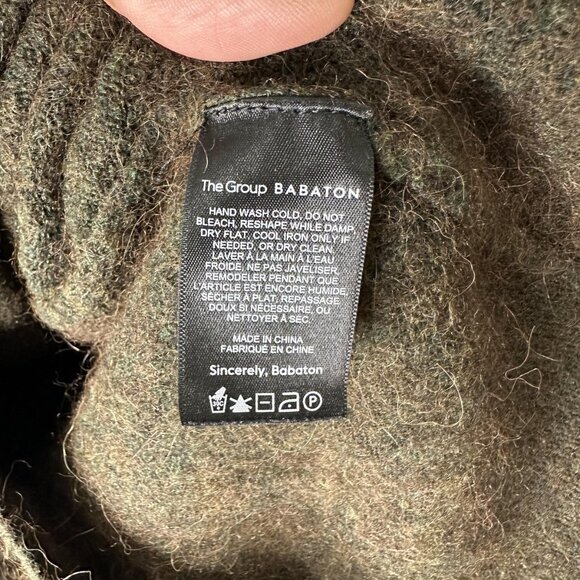 The Group BABATON
HAND WASH COLD, DO NOT
BLEACH, RESHAPE WHILE DAMP,
DRY FLAT, COOL IRON ONLY IF
NEEDED, OR DRY CLEAN.
LAVER À LA MAIN À L'EAU
FROIDE, NE PAS JAVELISER,
REMODELER PENDANT QUE
L'ARTICLE EST ENCORE HUMIDE,
SÉCHER À PLAT, REPASSAGE
DOUX SI NÉCESSAIRE, OU
NETTOYER À SEC.
MADE IN CHINA
FABRIQUÉ EN CHINE
Sincerely, Babaton
30C P